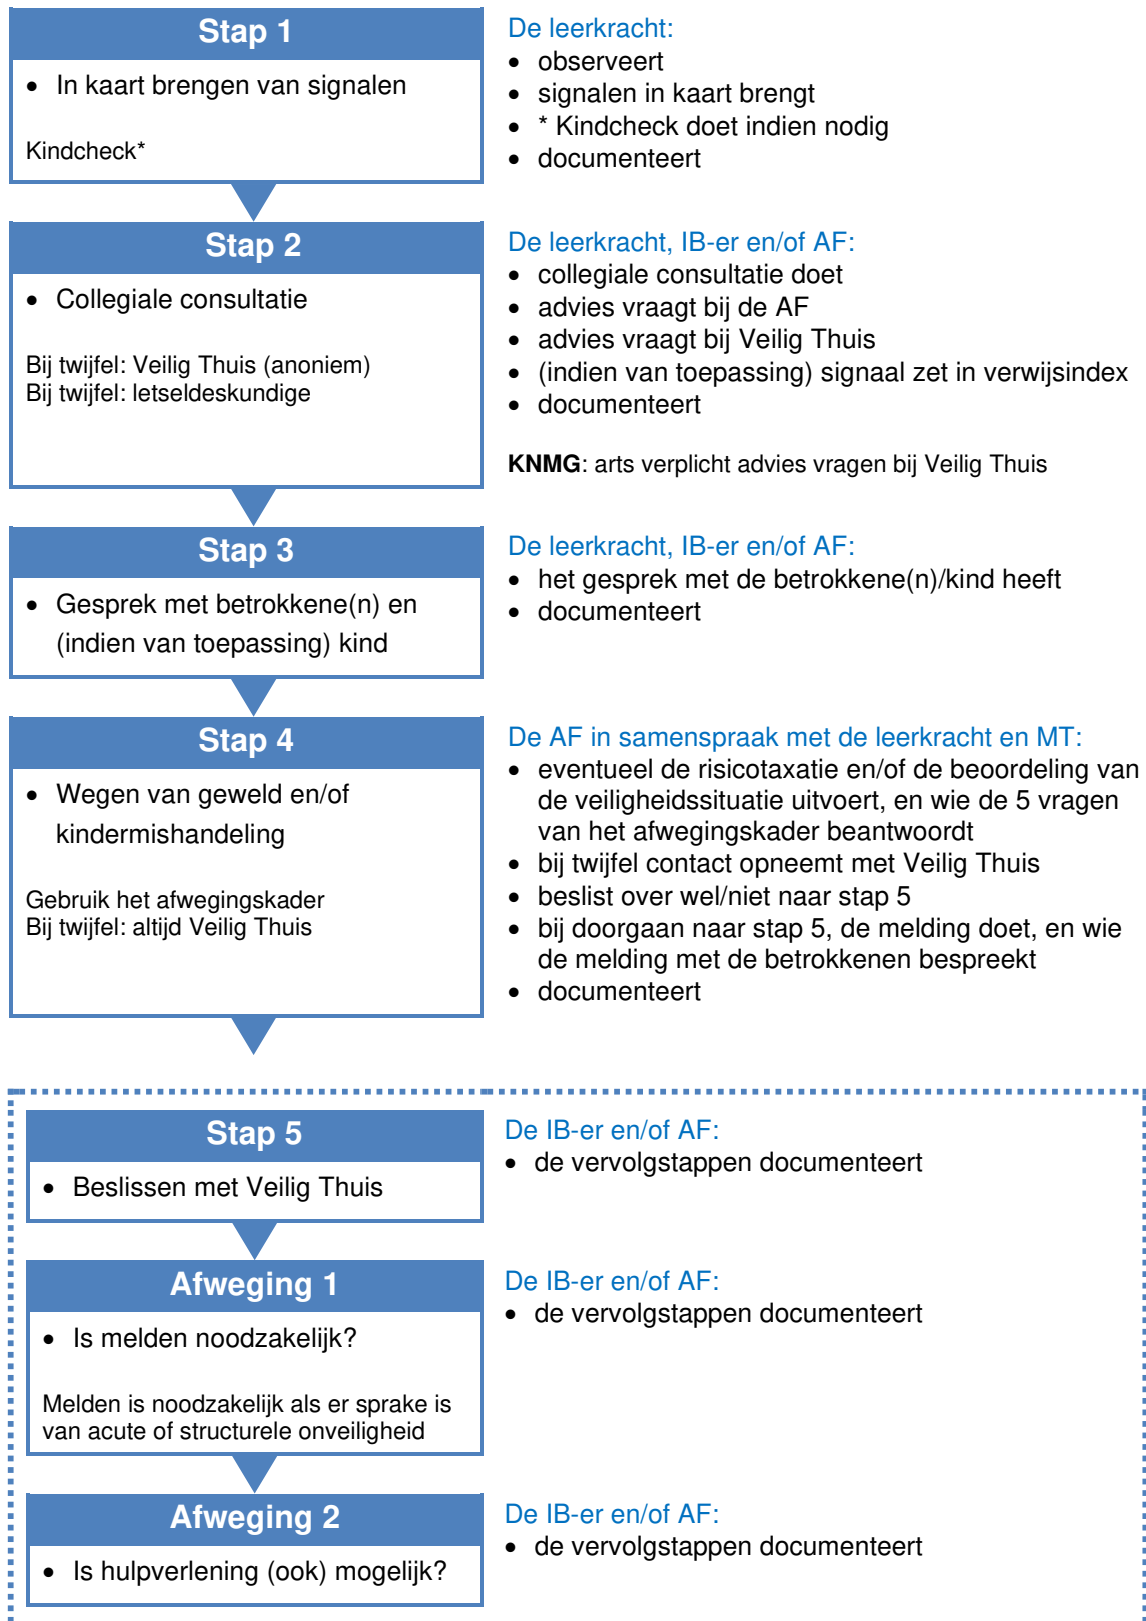 Stap 1
• In kaart brengen van signalen
Kindcheck*
De leerkracht:
• observeert
• signalen in kaart brengt
• * Kindcheck doet indien nodig
• documenteert
Stap 2
• Collegiale consultatie
Bij twijfel: Veilig Thuis (anoniem)
Bij twijfel: letseldeskundige
De leerkracht, IB-er en/of AF:
• collegiale consultatie doet
• advies vraagt bij de AF
• advies vraagt bij Veilig Thuis
• (indien van toepassing) signaal zet in verwijsindex
• documenteert
KNMG: arts verplicht advies vragen bij Veilig Thuis
Stap 3
• Gesprek met betrokkene(n) en
(indien van toepassing) kind
De leerkracht, IB-er en/of AF:
• het gesprek met de betrokkene(n)/kind heeft
• documenteert
Stap 4
• Wegen van geweld en/of
kindermishandeling
Gebruik het afwegingskader
Bij twijfel: altijd Veilig Thuis
De AF in samenspraak met de leerkracht en MT:
• eventueel de risicotaxatie en/of de beoordeling van
de veiligheidssituatie uitvoert, en wie de 5 vragen
van het afwegingskader beantwoordt
• bij twijfel contact opneemt met Veilig Thuis
• beslist over wel/niet naar stap 5
• bij doorgaan naar stap 5, de melding doet, en wie
de melding met de betrokkenen bespreekt
• documenteert
Stap 5
• Beslissen met Veilig Thuis
De IB-er en/of AF:
• de vervolgstappen documenteert
Afweging 1
• Is melden noodzakelijk?
Melden is noodzakelijk als er sprake is
van acute of structurele onveiligheid
De IB-er en/of AF:
• de vervolgstappen documenteert
Afweging 2
• Is hulpverlening (ook) mogelijk?
De IB-er en/of AF:
• de vervolgstappen documenteert